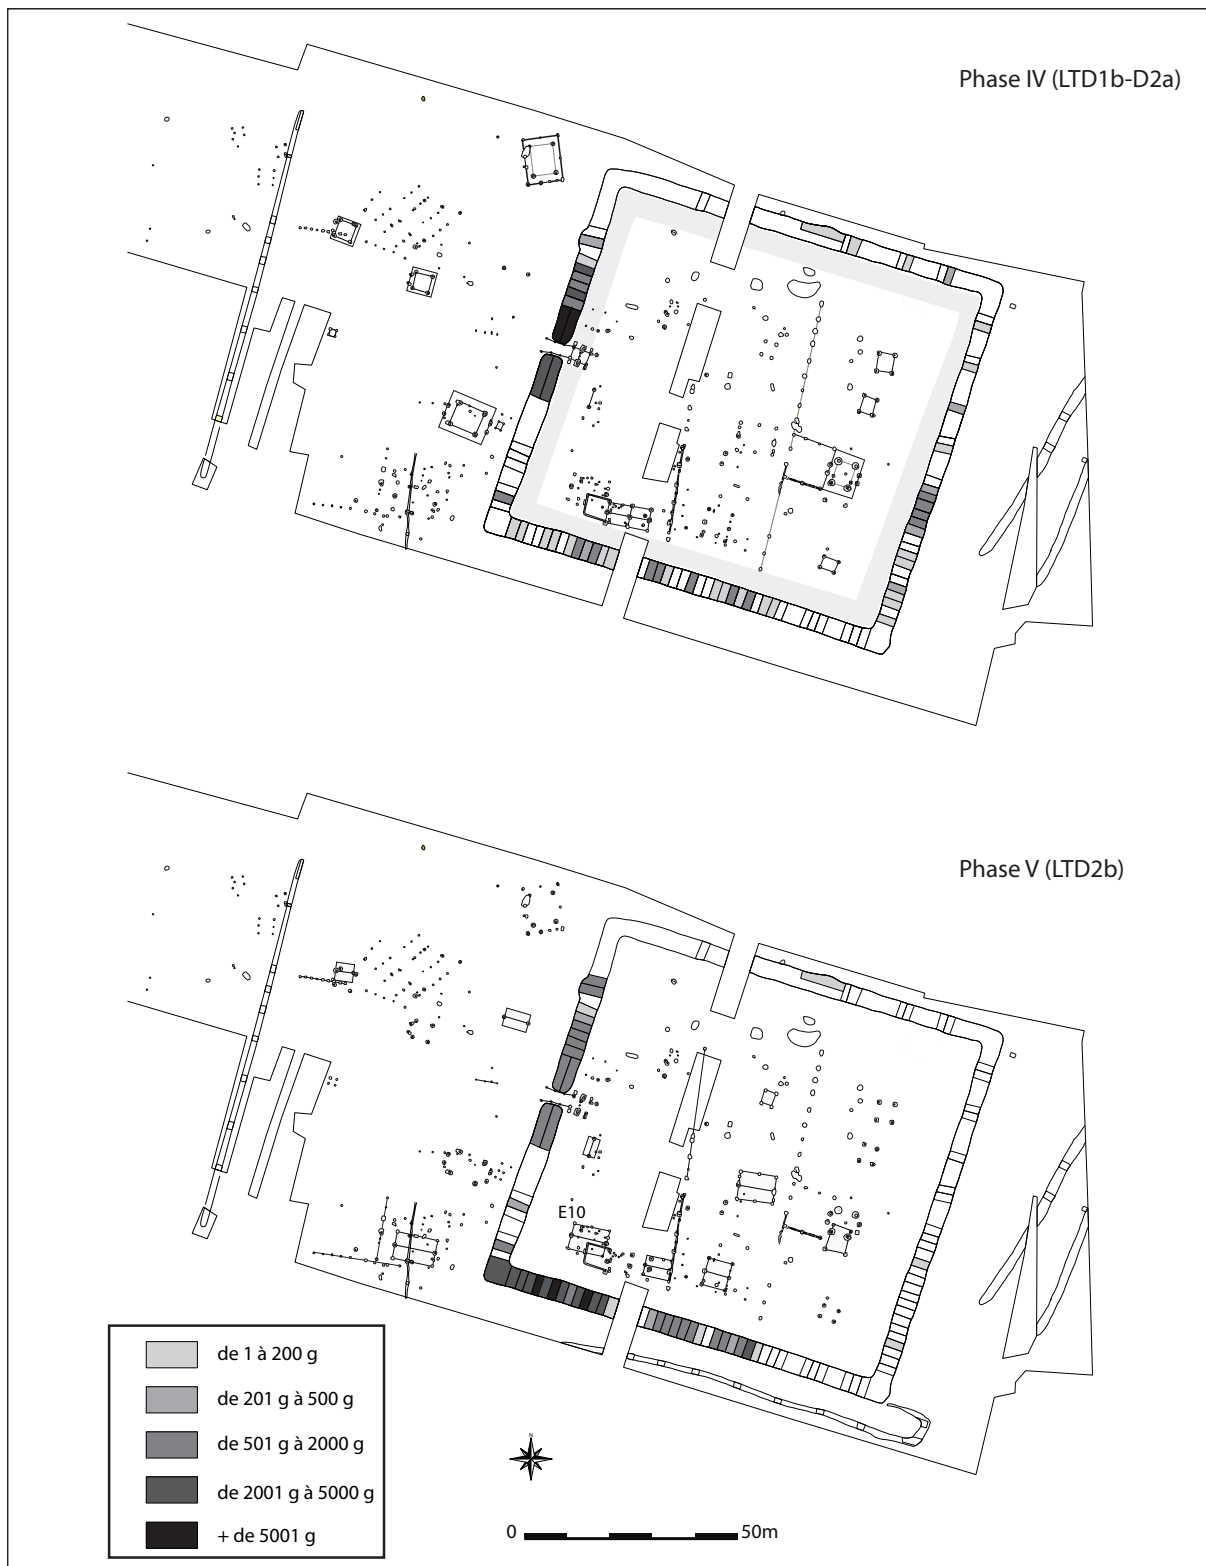 Phase IV (LTD1b-D2a)
Phase V (LTD2b)
E10
de 1 à 200 g
de 201 g à 500 g
de 501 g à 2000 g
de 2001 g à 5000 g
+ de 5001 g
N
0 50m